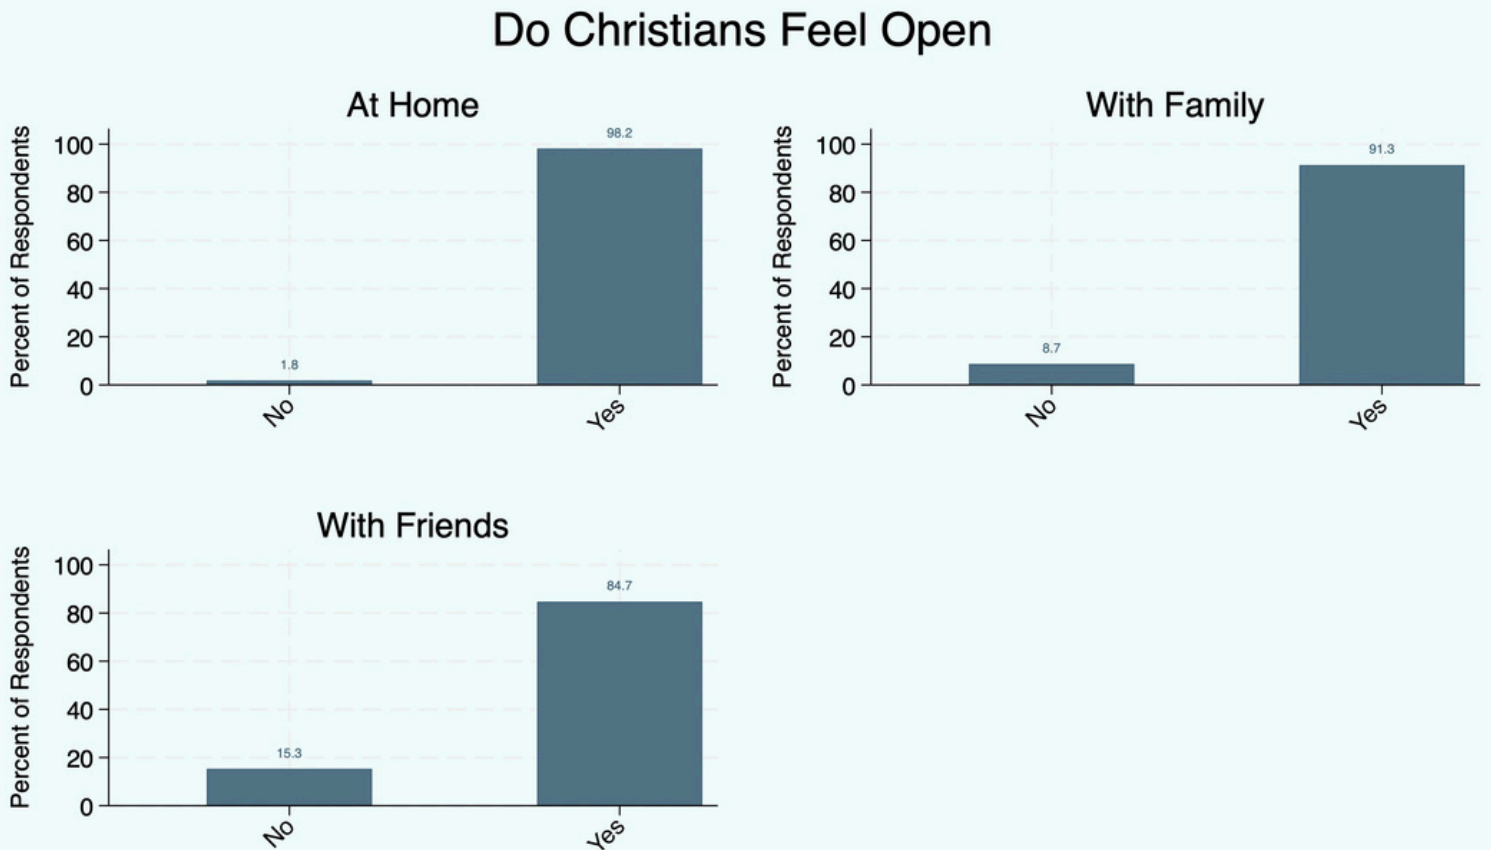 Do Christians Feel Open
At Home
Percent of Respondents
100
80
60
40
20
0
1.8
98.2
No
Yes
With Family
Percent of Respondents
100
80
60
40
20
0
8.7
91.3
No
Yes
With Friends
Percent of Respondents
100
80
60
40
20
0
15.3
84.7
No
Yes